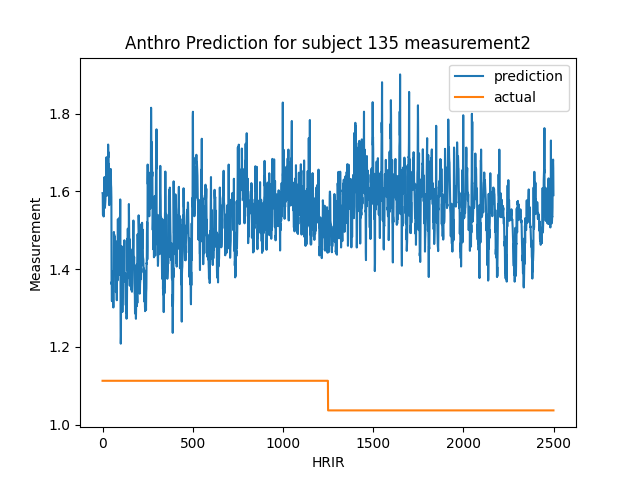 Anthro Prediction for subject 135 measurement2
prediction
actual
1.8
1.6
1.4
1.2
1.0
Measurement
0
500
1000
1500
2000
2500
HRIR